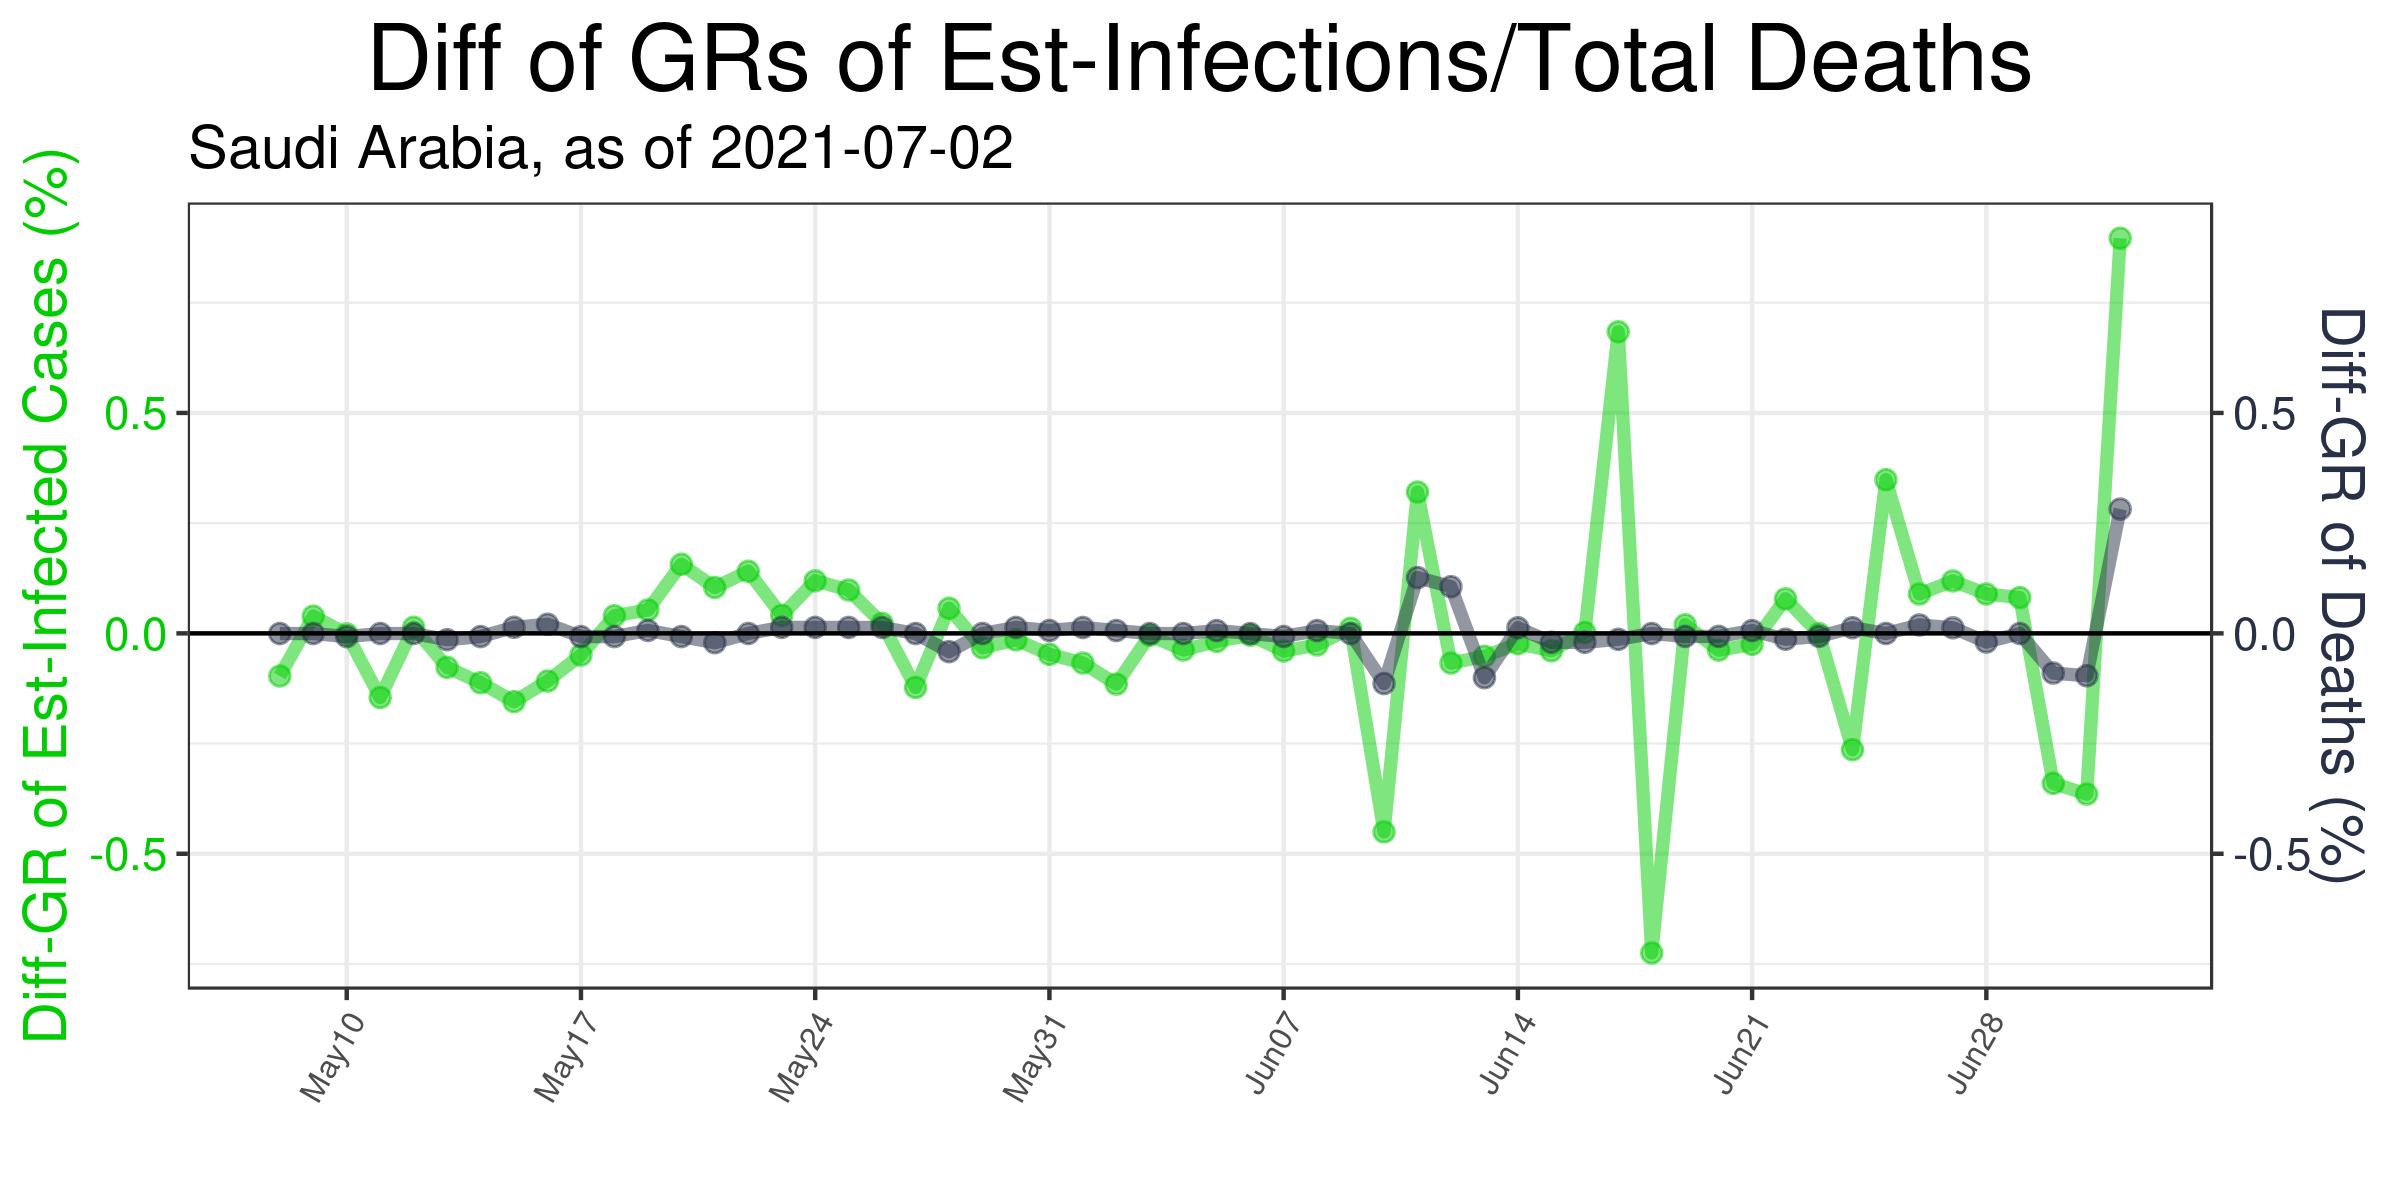 Diff of GRs of Est-Infections/Total Deaths
Saudi Arabia, as of 2021-07-02
Diff-GR of Est-Infected Cases (%)
0.5
0.0
-0.5
0.5
0.0
-0.5
Diff-GR of Deaths (%)
May10
May17
May24
May31
Jun07
Jun14
Jun21
Jun28